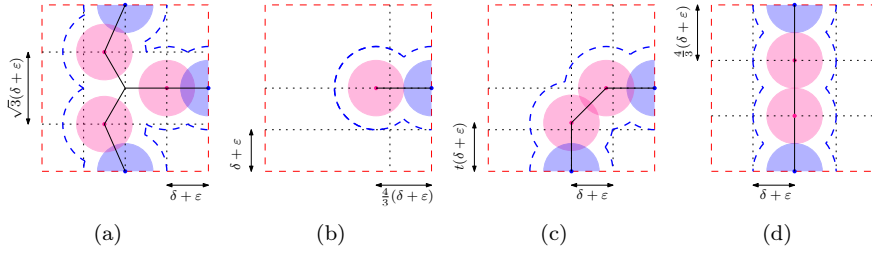 √3(δ+ε)
δ + ε
(a)
δ + ε
4/3(δ+ε)
(b)
t(δ+ε)
δ + ε
(c)
4/3(δ+ε)
δ + ε
(d)